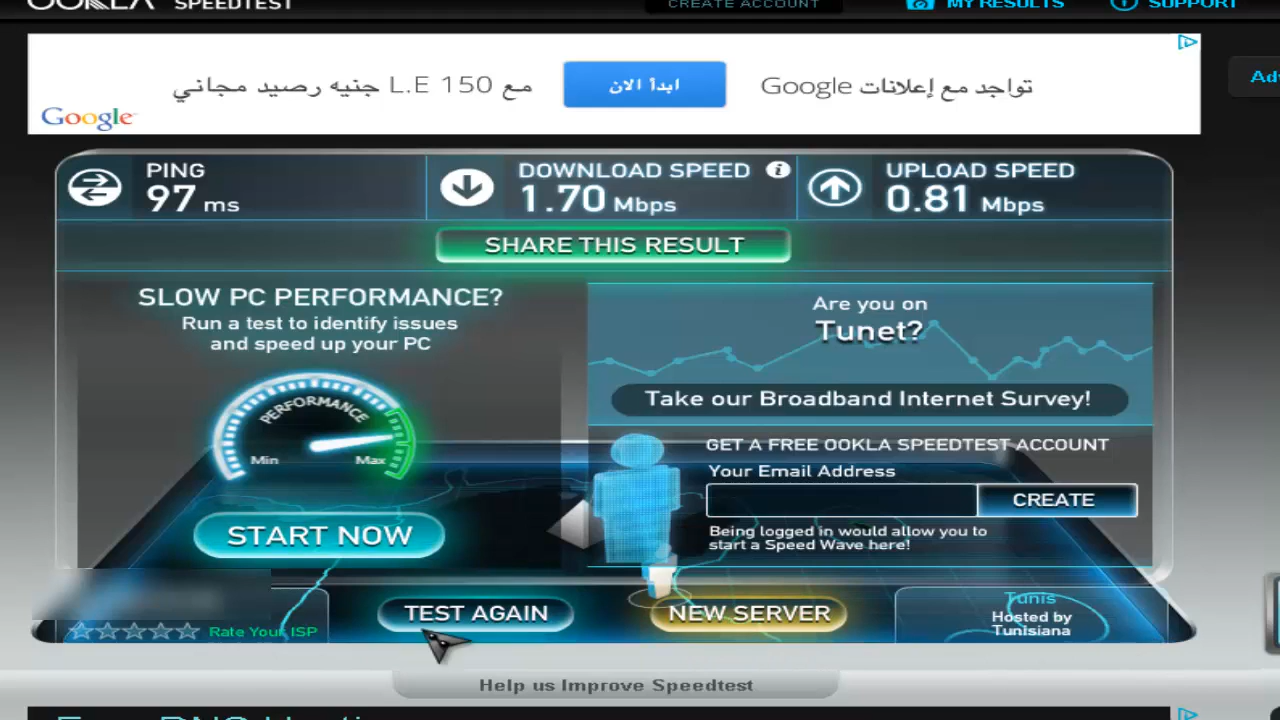 OOKLA SPEEDTEST
CREATE ACCOUNT
MY RESULTS
SUPPORT
تواجد مع إعلانات Google
ابدأ الان
مع 150 L.E جنيه رصيد مجاني
Google
PING
97 ms
DOWNLOAD SPEED
1.70 Mbps
UPLOAD SPEED
0.81 Mbps
SHARE THIS RESULT
SLOW PC PERFORMANCE?
Run a test to identify issues
and speed up your PC
PERFORMANCE
Min Max
START NOW
Are you on
Tunet?
Take our Broadband Internet Survey!
GET A FREE OOKLA SPEEDTEST ACCOUNT
Your Email Address
CREATE
Being logged in would allow you to
start a Speed Wave here!
Rate Your ISP
TEST AGAIN
NEW SERVER
Tunis
Hosted by
Tunisiana
Help us Improve Speedtest